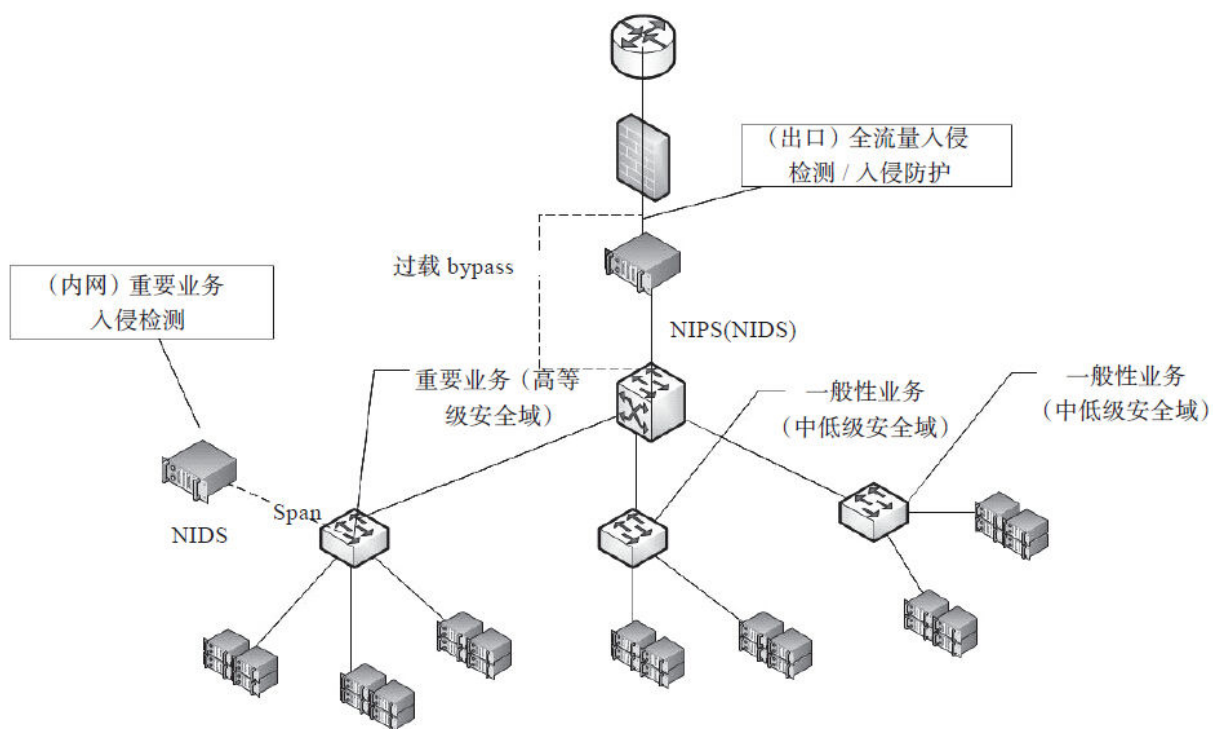 （出口）全流量入侵
检测 / 入侵防护
过载 bypass
（内网）重要业务
入侵检测
NIPS(NIDS)
重要业务（高等
级安全域）
一般性业务
（中低级安全域）
一般性业务
（中低级安全域）
Span
NIDS